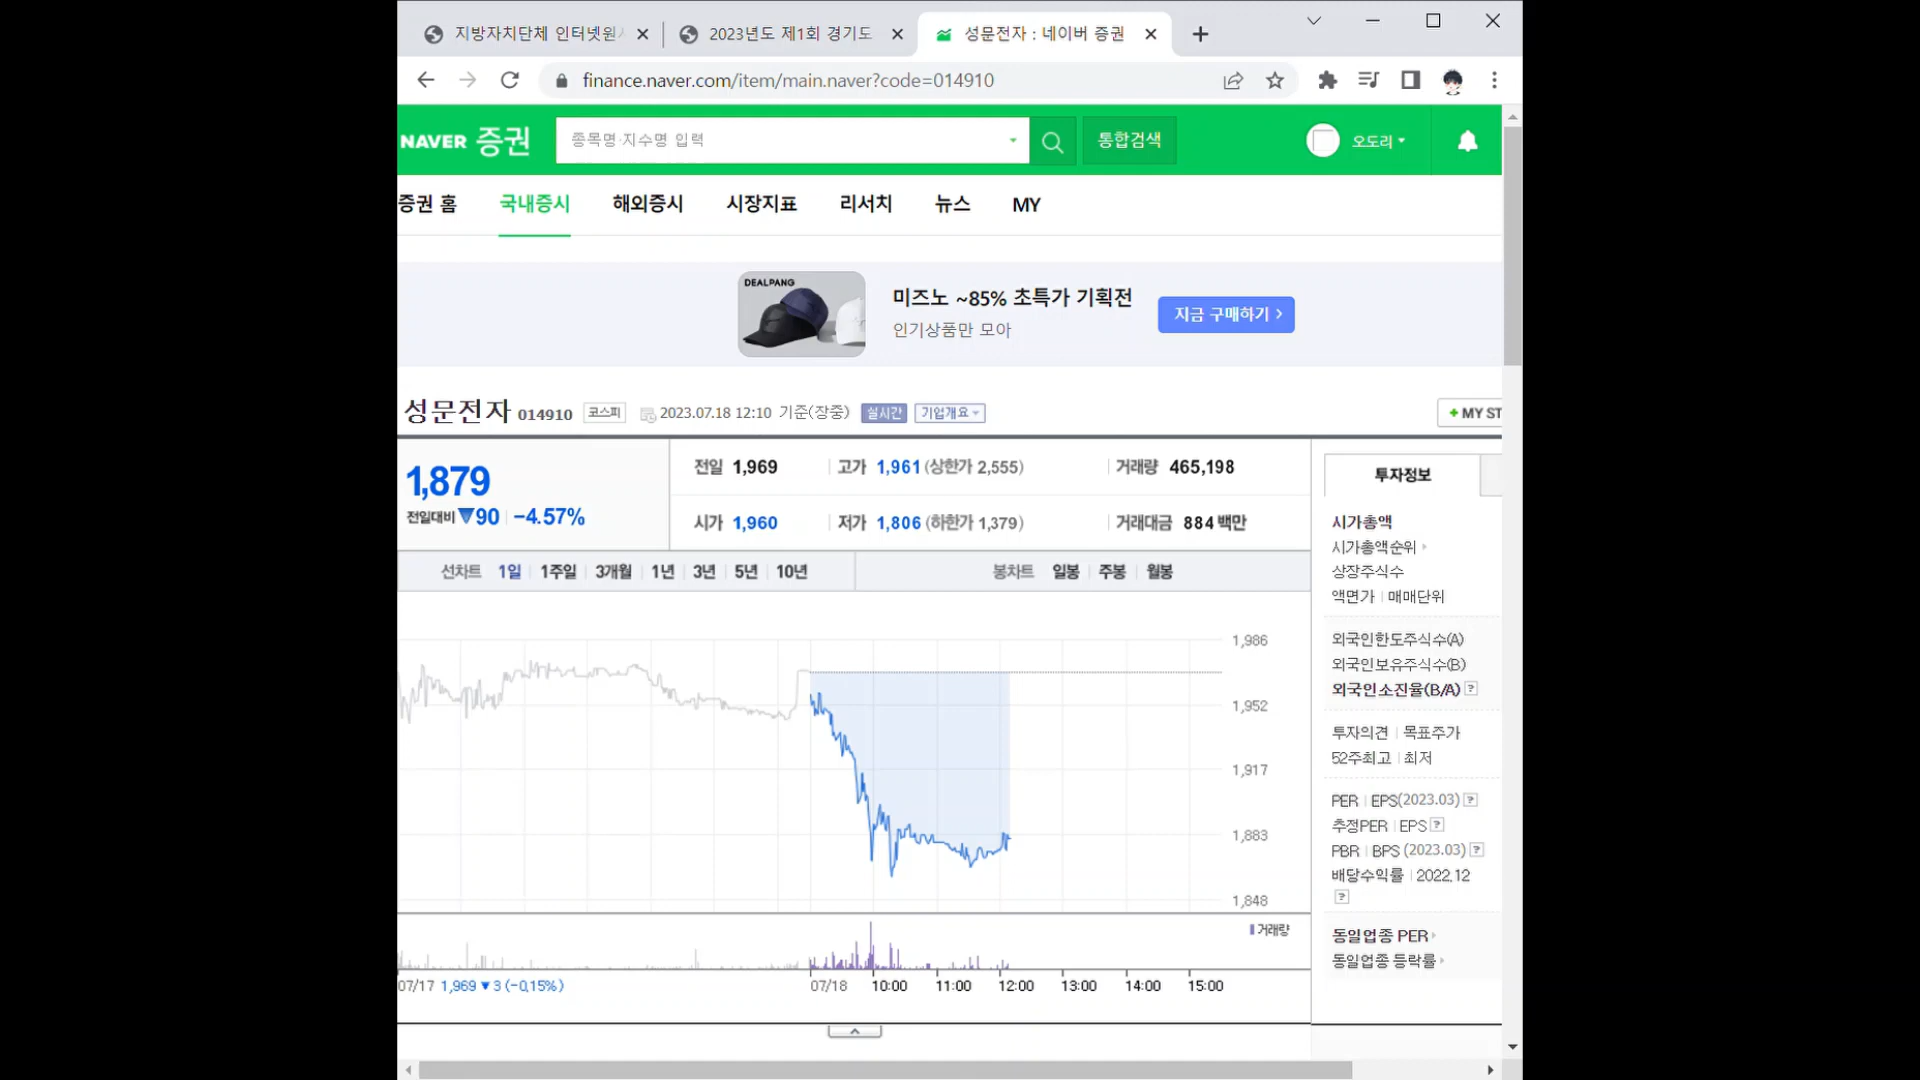 지방자치단체 인터넷원
2023년도 제1회 경기도
성문전자 : 네이버 증권
finance.naver.com/item/main.naver?code=014910
NAVER 증권
종목명·지수명 입력
통합검색
오도리
증권 홈
국내증시
해외증시
시장지표
리서치
뉴스
MY
DEALPANG
미즈노 ~85% 초특가 기획전
인기상품만 모아
지금 구매하기 >
성문전자 014910 코스피 2023.07.18 12:10 기준(장중) 실시간 기업개요
+ MY ST
1,879
전일대비 ▼90 | -4.57%
전일 1,969 | 고가 1,961 (상한가 2,555) | 거래량 465,198
시가 1,960 | 저가 1,806 (하한가 1,379) | 거래대금 884 백만
선차트 1일 1주일 3개월 1년 3년 5년 10년
봉차트 일봉 주봉 월봉
1,986
1,952
1,917
1,883
1,848
거래량
07/17 1,969 ▼ 3 (-0.15%)
07/18 10:00 11:00 12:00 13:00 14:00 15:00
투자정보
시가총액
시가총액순위
상장주식수
액면가 | 매매단위
외국인한도주식수(A)
외국인보유주식수(B)
외국인소진율(B/A) ?
투자의견 | 목표주가
52주최고 | 최저
PER | EPS(2023.03) ?
추정PER | EPS ?
PBR | BPS (2023.03) ?
배당수익률 | 2022.12
?
동일업종 PER
동일업종 등락률